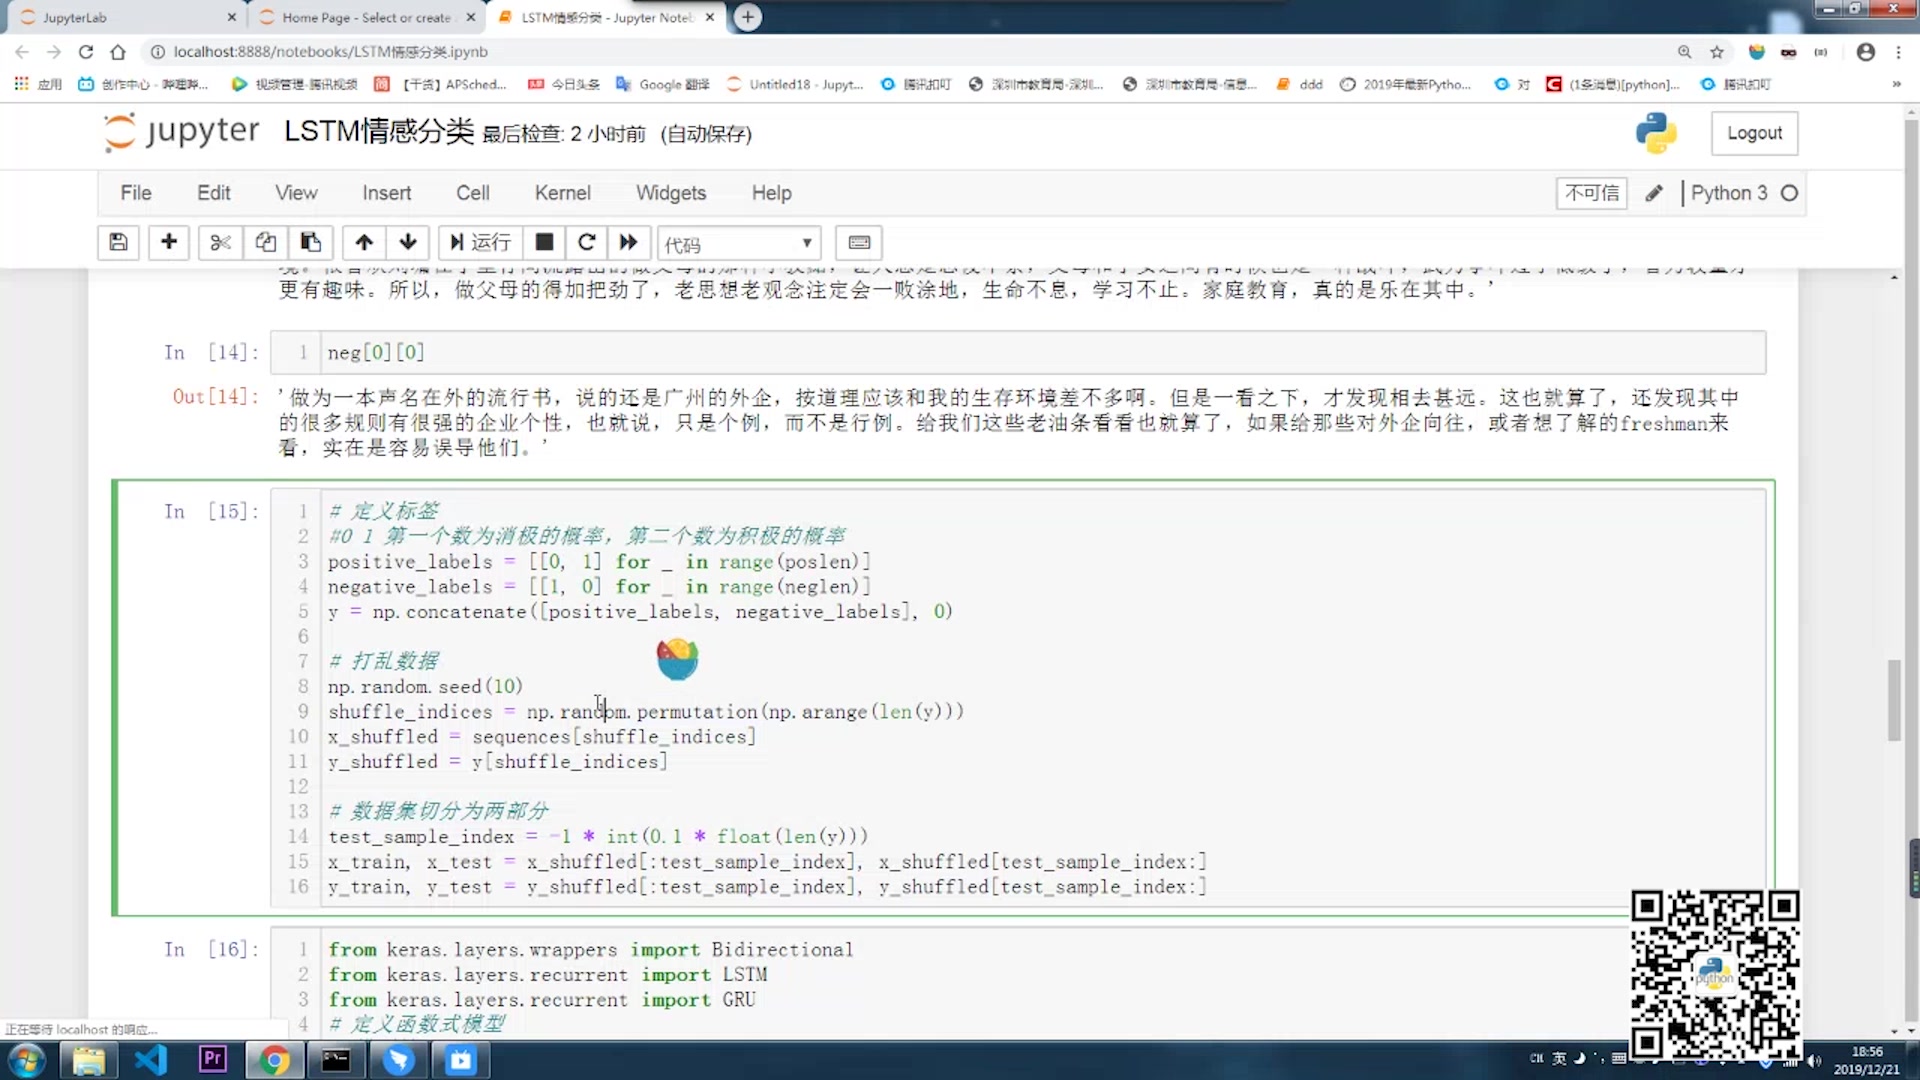 JupyterLab
Home Page - Select or create
LSTM情感分类 - Jupyter Noteb
localhost:8888/notebooks/LSTM情感分类.ipynb
应用
创作中心 - 哔哩哔...
视频管理-腾讯视频
【干货】APSched...
今日头条
Google 翻译
Untitled18 - Jupyt...
腾讯扣叮
深圳市教育局-深圳...
深圳市教育局-信息...
ddd
2019年最新Pytho...
对
(1条消息)[python]...
腾讯扣叮
»
jupyter LSTM情感分类 最后检查: 2 小时前 (自动保存)
Logout
File Edit View Insert Cell Kernel Widgets Help
不可信
Python 3
运行
代码
更有趣味。所以，做父母的得加把劲了，老思想老观念注定会一败涂地，生命不息，学习不止。家庭教育，真的是乐在其中。'
In [14]: 1 neg[0][0]
Out[14]: '做为一本声名在外的流行书，说的还是广州的外企，按道理应该和我的生存环境差不多啊。但是一看之下，才发现相去甚远。这也就算了，还发现其中
的很多规则有很强的企业个性，也就说，只是个例，而不是行例。给我们这些老油条看看也就算了，如果给那些对外企向往，或者想了解的freshman来
看，实在是容易误导他们。'
In [15]: 1 # 定义标签
2 #0 1 第一个数为消极的概率，第二个数为积极的概率
3 positive_labels = [[0, 1] for _ in range(poslen)]
4 negative_labels = [[1, 0] for _ in range(neglen)]
5 y = np.concatenate([positive_labels, negative_labels], 0)
6
7 # 打乱数据
8 np.random.seed(10)
9 shuffle_indices = np.random.permutation(np.arange(len(y)))
10 x_shuffled = sequences[shuffle_indices]
11 y_shuffled = y[shuffle_indices]
12
13 # 数据集切分为两部分
14 test_sample_index = -1 * int(0.1 * float(len(y)))
15 x_train, x_test = x_shuffled[:test_sample_index], x_shuffled[test_sample_index:]
16 y_train, y_test = y_shuffled[:test_sample_index], y_shuffled[test_sample_index:]
In [16]: 1 from keras.layers.wrappers import Bidirectional
2 from keras.layers.recurrent import LSTM
3 from keras.layers.recurrent import GRU
4 # 定义函数式模型
python
正在等待 localhost 的响应...
Pr
CH 英
18:56
2019/12/21